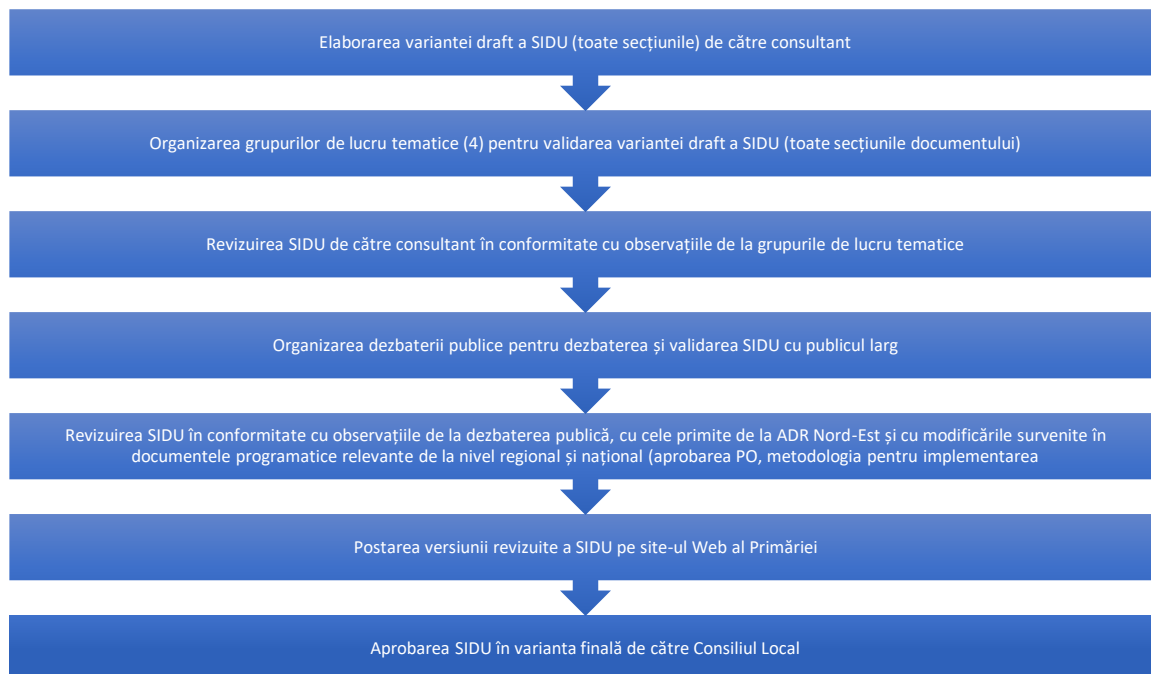 Elaborarea variantei draft a SIDU (toate secțiunile) de către consultant
Organizarea grupurilor de lucru tematice (4) pentru validarea variantei draft a SIDU (toate secțiunile documentului)
Revizuirea SIDU de către consultant în conformitate cu observațiile de la grupurile de lucru tematice
Organizarea dezbaterii publice pentru dezbaterea și validarea SIDU cu publicul larg
Revizuirea SIDU în conformitate cu observațiile de la dezbaterea publică, cu cele primite de la ADR Nord-Est și cu modificările survenite în
documentele programatice relevante de la nivel regional și național (aprobarea PO, metodologia pentru implementarea
Postarea versiunii revizuite a SIDU pe site-ul Web al Primăriei
Aprobarea SIDU în varianta finală de către Consiliul Local